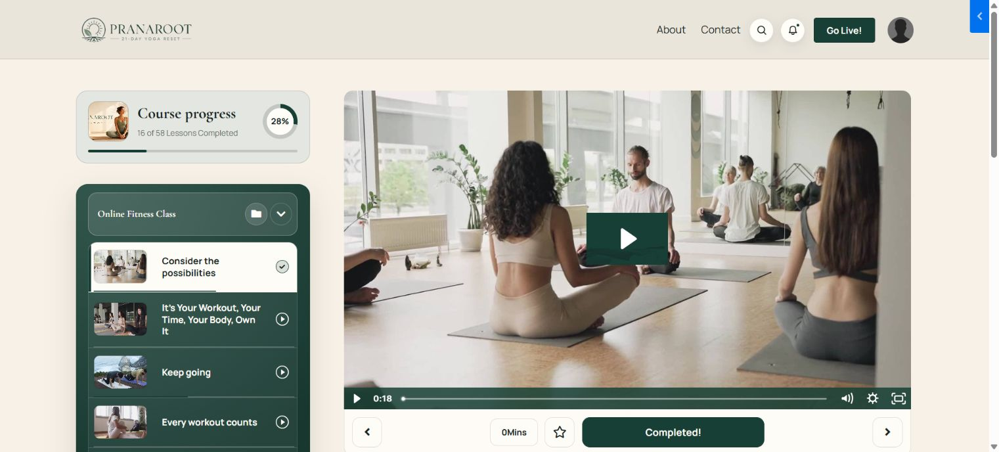 PRANAROOT
21-DAY YOGA RESET
About
Contact
Go Live!
NAROOT
Course progress
16 of 58 Lessons Completed
28%
Online Fitness Class
Consider the
possibilities
It's Your Workout, Your
Time, Your Body, Own
It
Keep going
Every workout counts
0:18
0Mins
Completed!